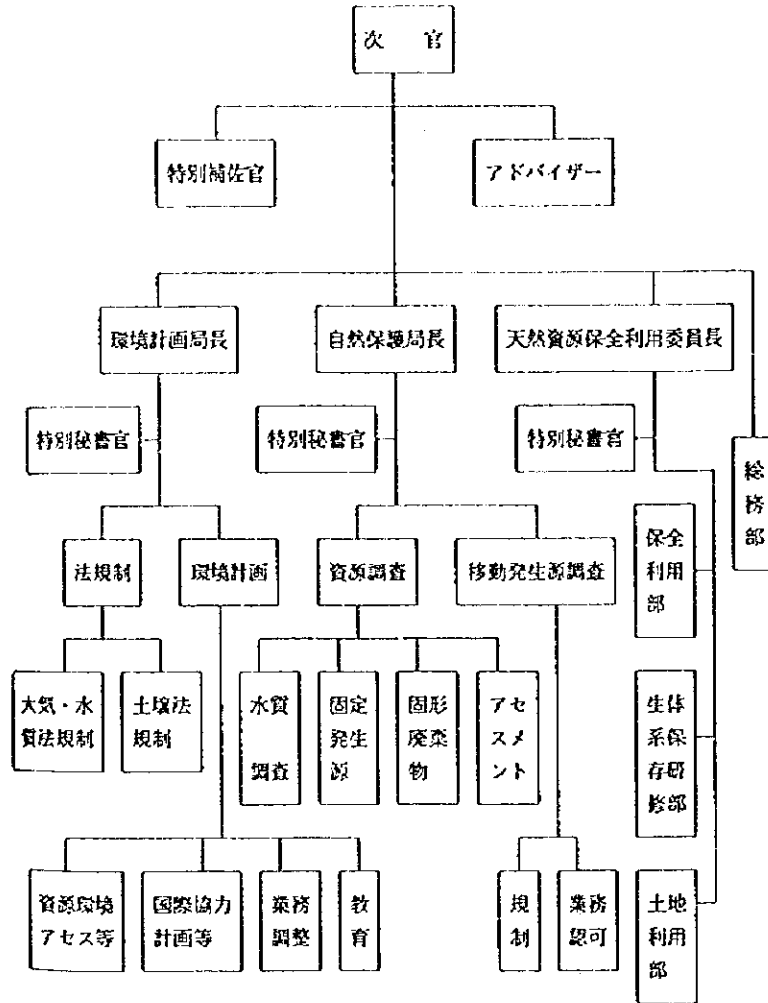 次 官
特別補佐官
アドバイザー
環境計画局長
自然保護局長
天然資源保全利用委員長
特別秘書官
特別秘書官
特別秘書官
総務部
法規制
環境計画
資源調査
移動発生源調査
保全
利用
部
大気・水
質法規制
土壌法
規制
水質
調査
固定
発生
源
固形
廃棄
物
アセ
スメ
ント
生体
系保
存研
修部
資源環境
アセス等
国際協力
計画等
業務
調整
教育
規制
業務
認可
土地
利用
部